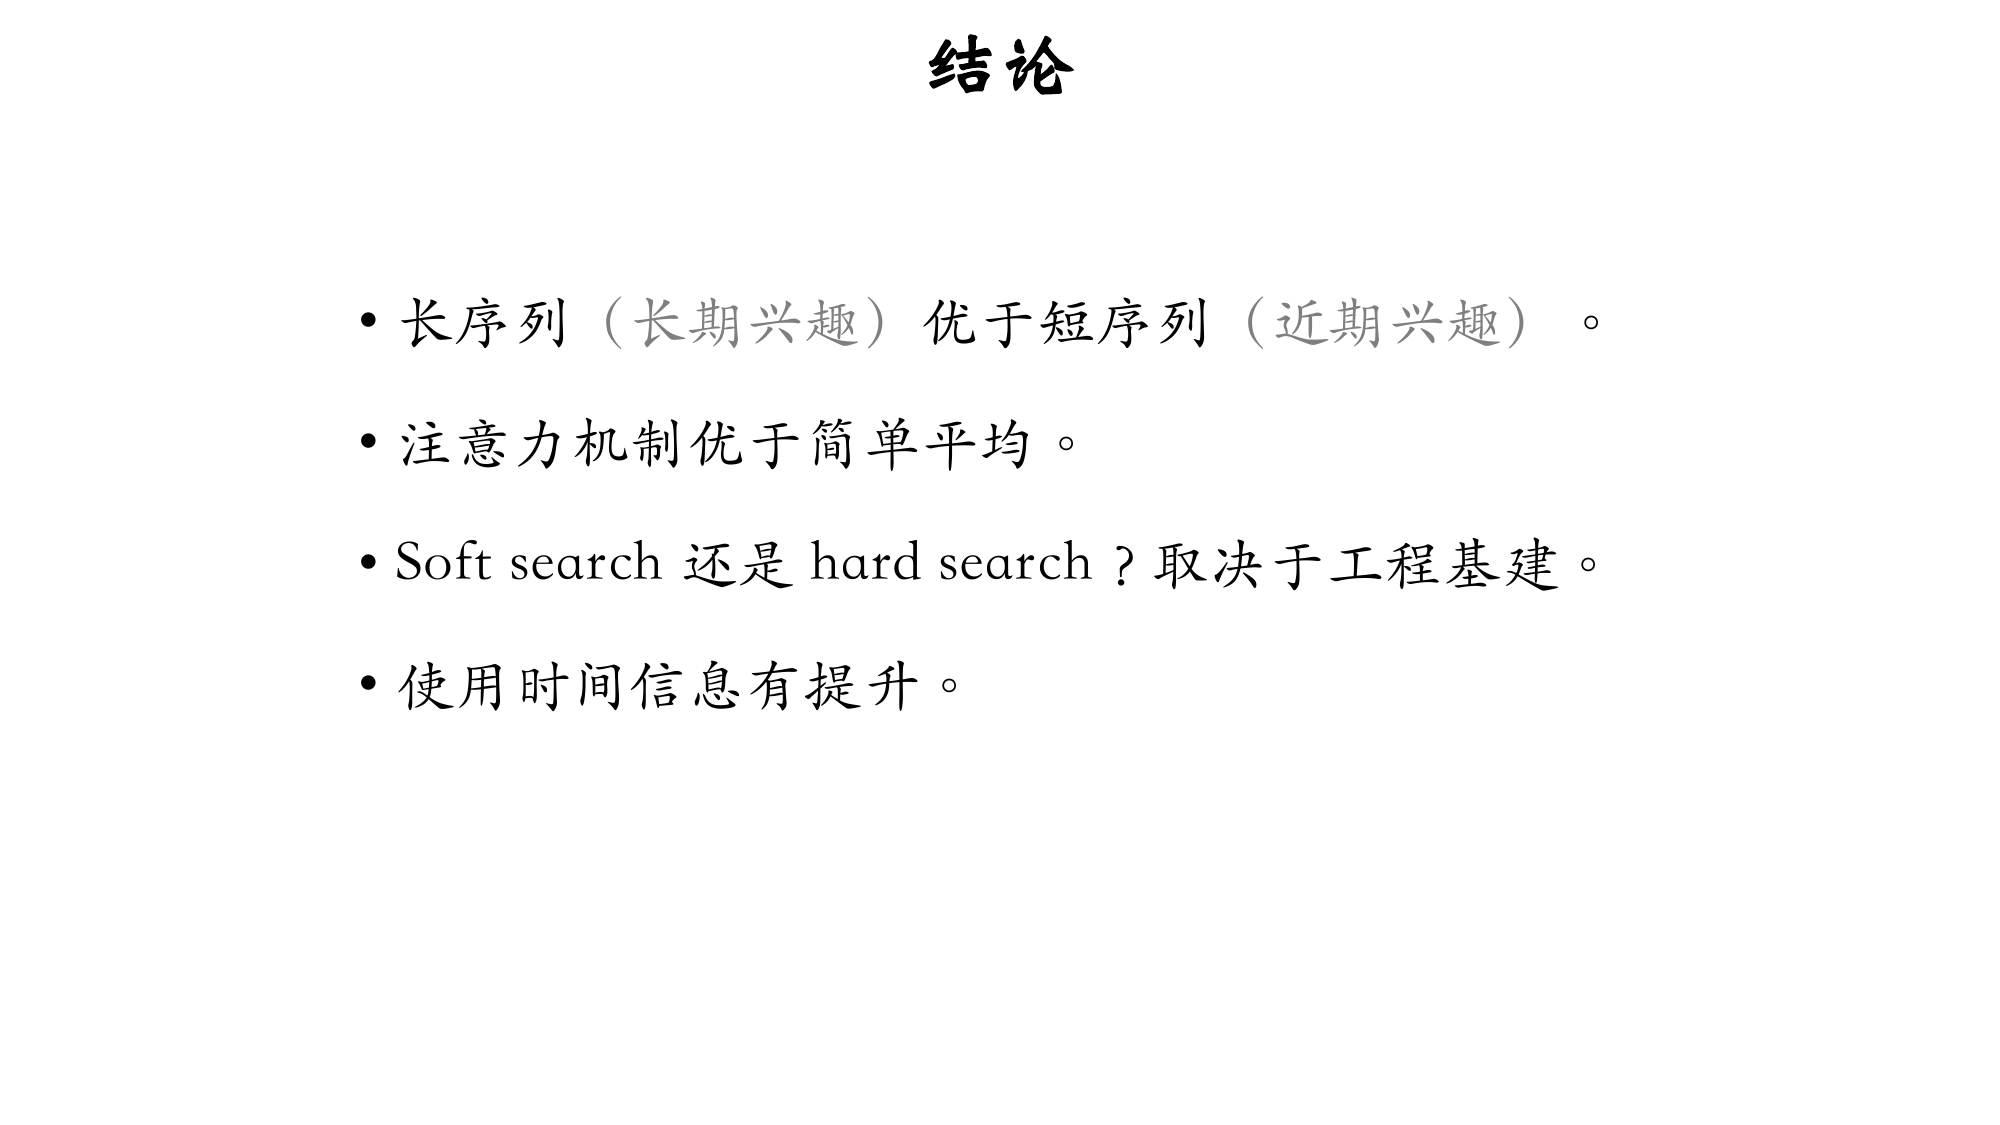 结论
• 长序列（长期兴趣）优于短序列（近期兴趣） 。
• 注意力机制优于简单平均。
• Soft search 还是 hard search？取决于工程基建。
• 使用时间信息有提升。